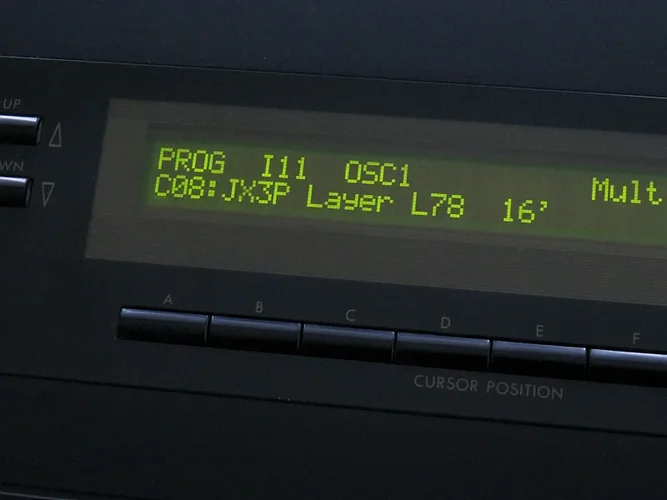 UP
WN
PROG I11 OSC1 Mult
C08:JX3P Layer L78 16’
A B C D E F
CURSOR POSITION